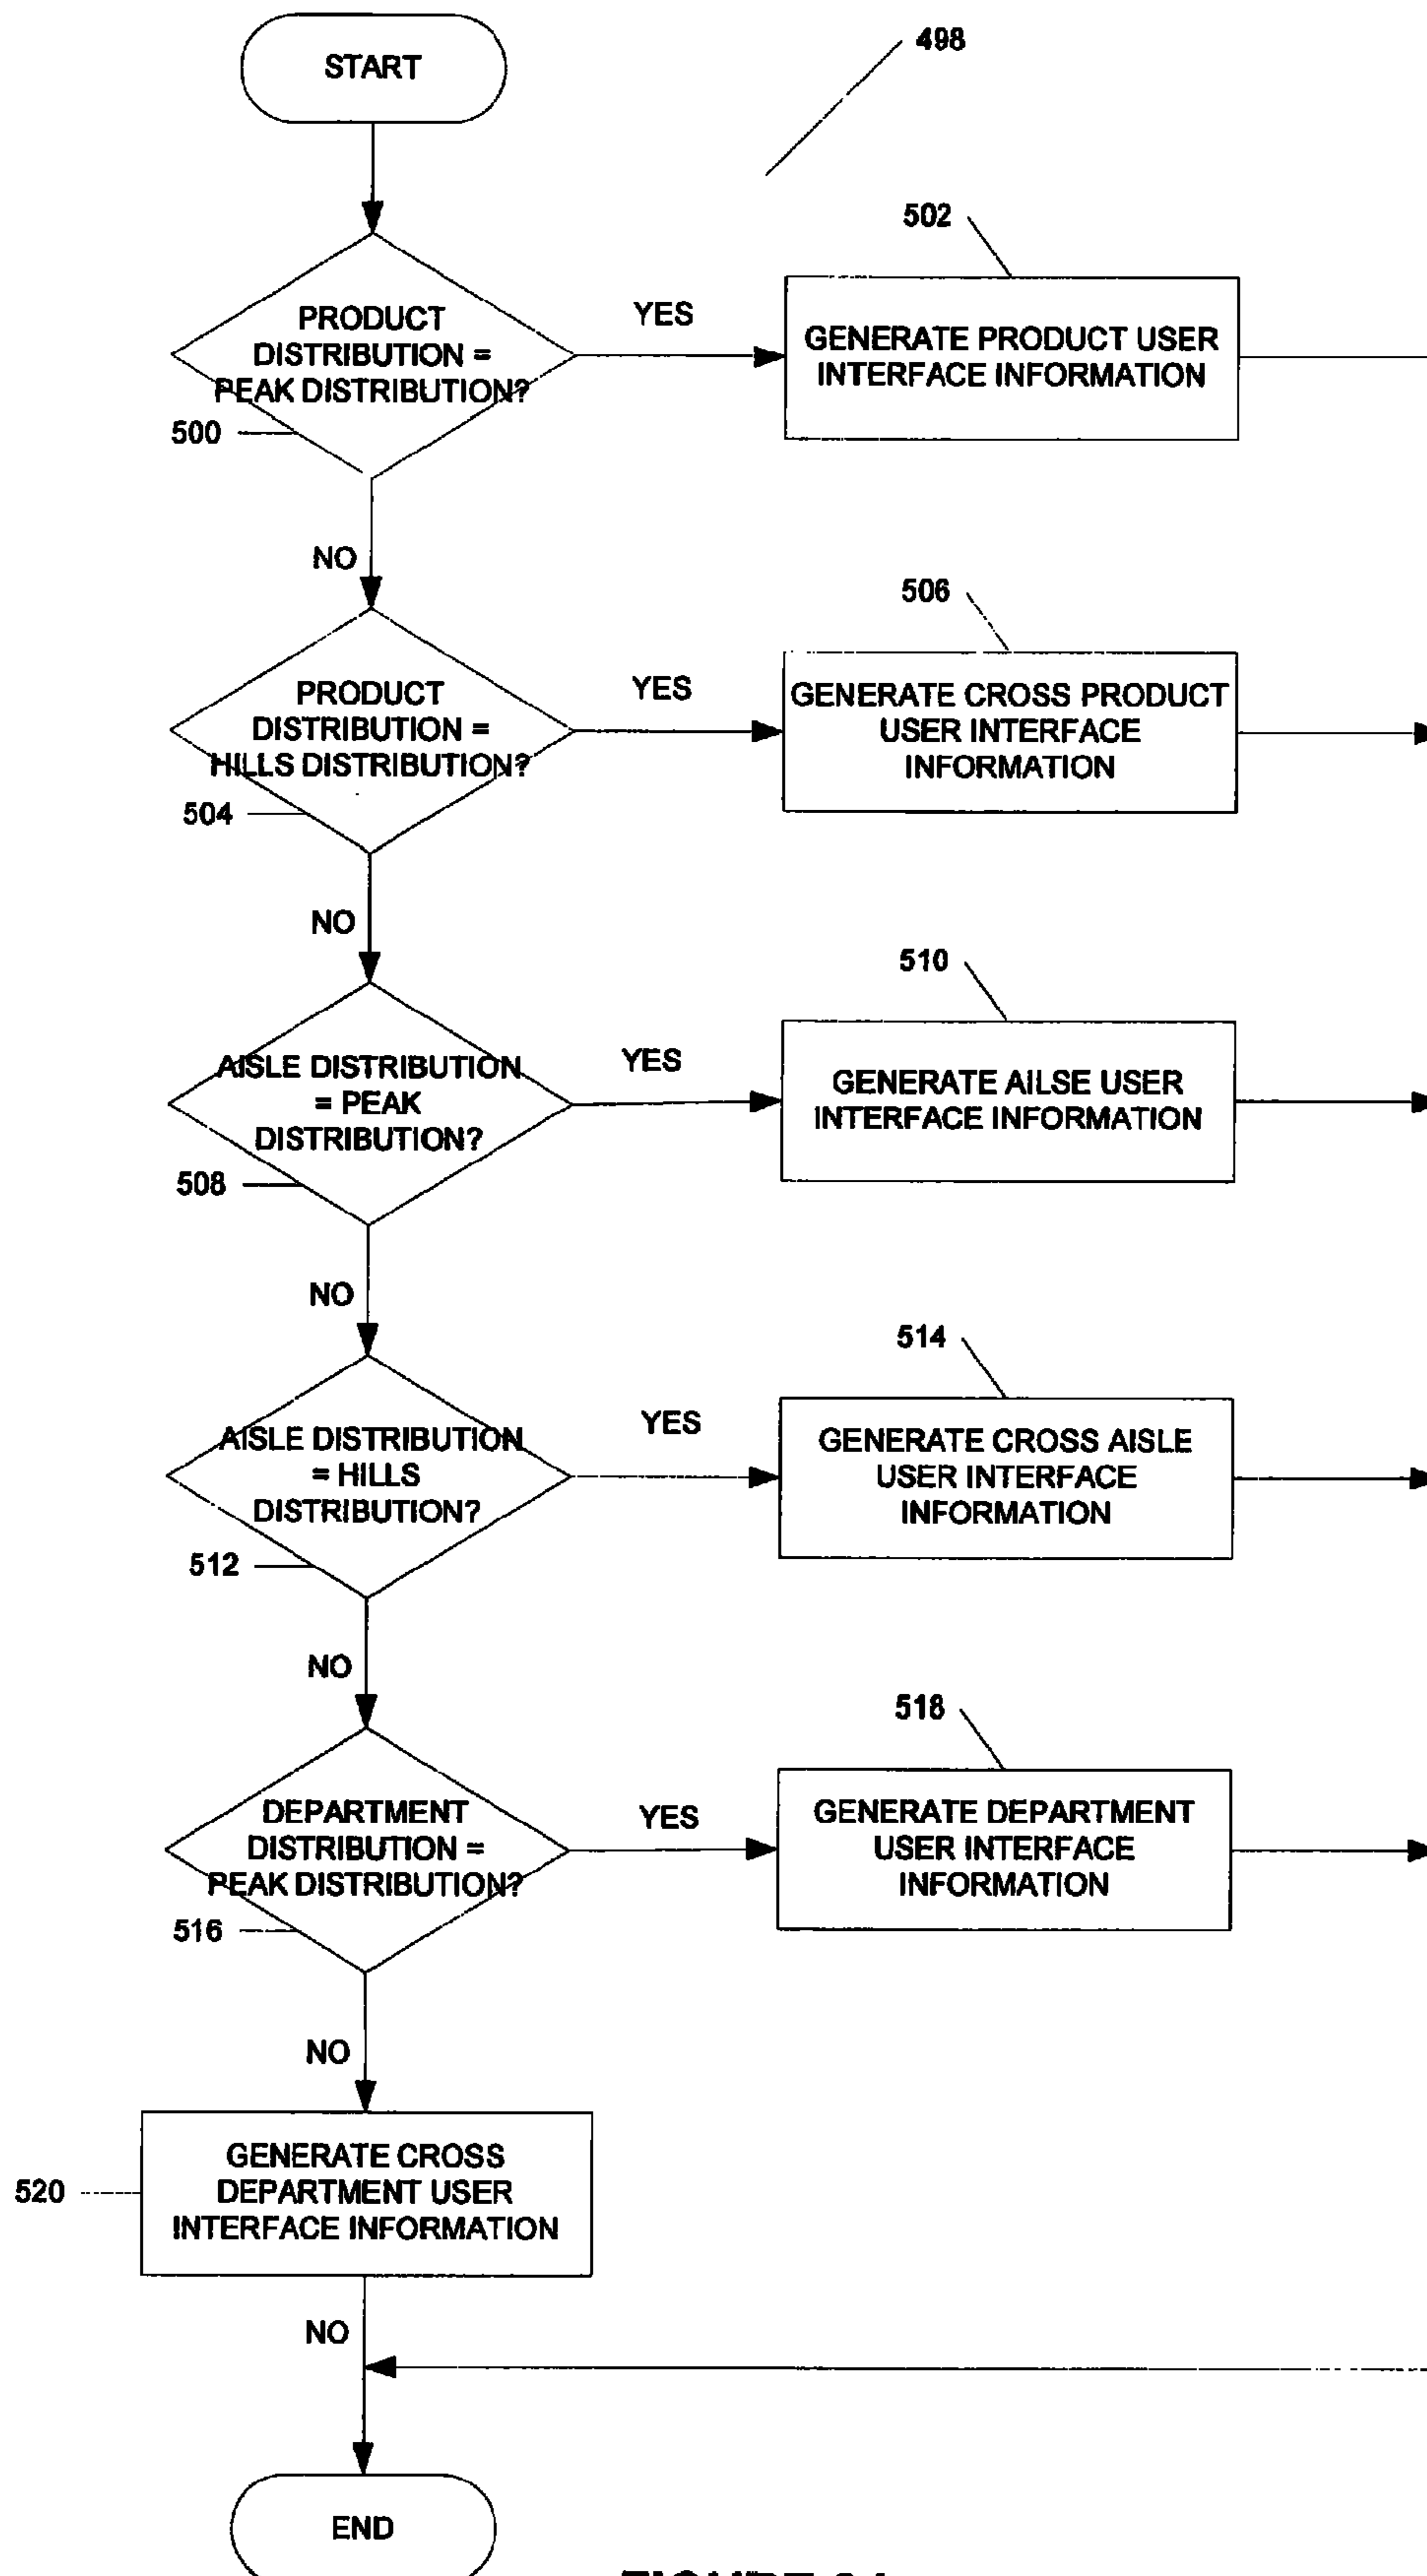 START
498
502
PRODUCT
DISTRIBUTION =
PEAK DISTRIBUTION?
YES
GENERATE PRODUCT USER
INTERFACE INFORMATION
500
NO
506
PRODUCT
DISTRIBUTION =
HILLS DISTRIBUTION?
YES
GENERATE CROSS PRODUCT
USER INTERFACE
INFORMATION
504
NO
510
AISLE DISTRIBUTION
= PEAK
DISTRIBUTION?
YES
GENERATE AILSE USER
INTERFACE INFORMATION
508
NO
514
AISLE DISTRIBUTION
= HILLS
DISTRIBUTION?
YES
GENERATE CROSS AISLE
USER INTERFACE
INFORMATION
512
NO
518
DEPARTMENT
DISTRIBUTION =
PEAK DISTRIBUTION?
YES
GENERATE DEPARTMENT
USER INTERFACE
INFORMATION
516
NO
GENERATE CROSS
DEPARTMENT USER
INTERFACE INFORMATION
520
NO
END